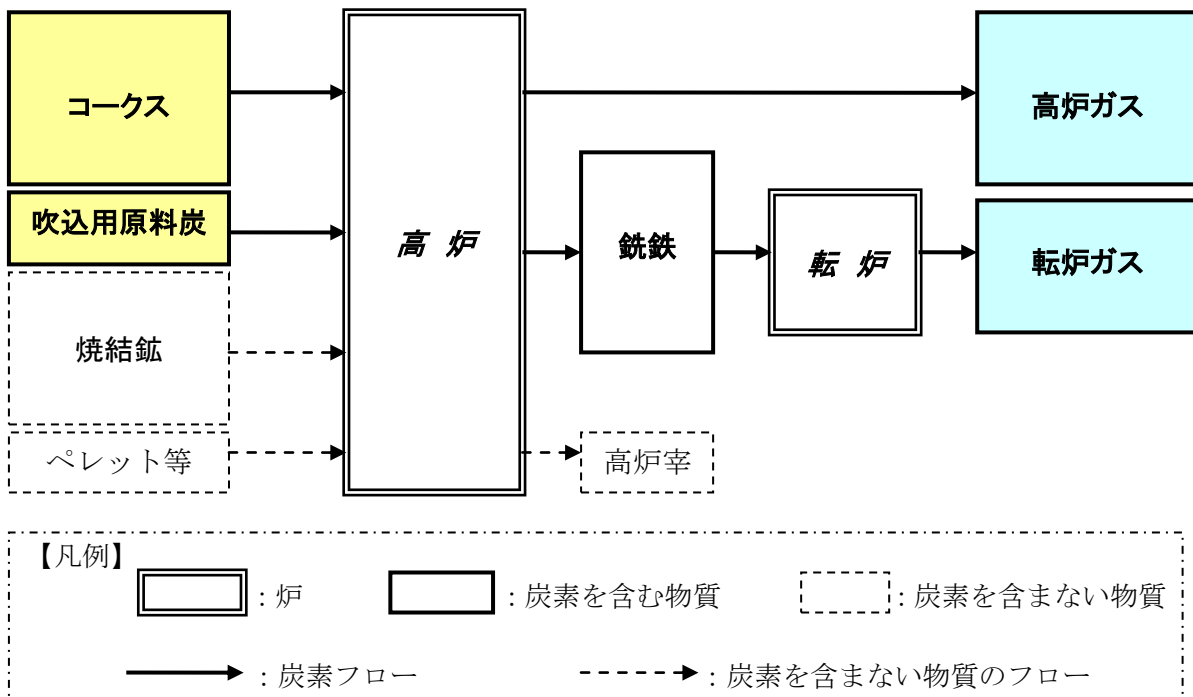 コークス
吹込用原料炭
焼結鉱
ペレット等
高 炉
銑鉄
高炉宰
転 炉
高炉ガス
転炉ガス
【凡例】
: 炉
: 炭素を含む物質
: 炭素を含まない物質
: 炭素フロー
: 炭素を含まない物質のフロー